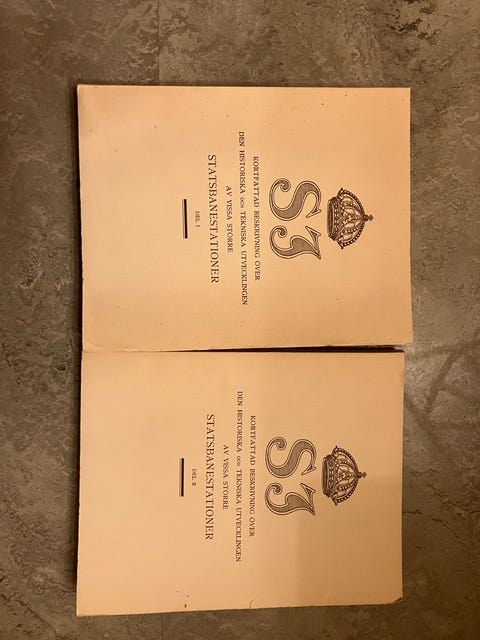 SJ
KORTFATTAD BESKRIVNING ÖVER
DEN HISTORISKA OCH TEKNISKA UTVECKLINGEN
AV VISSA STÖRRE
STATSBANESTATIONER
DEL I
SJ
KORTFATTAD BESKRIVNING ÖVER
DEN HISTORISKA OCH TEKNISKA UTVECKLINGEN
AV VISSA STÖRRE
STATSBANESTATIONER
DEL II